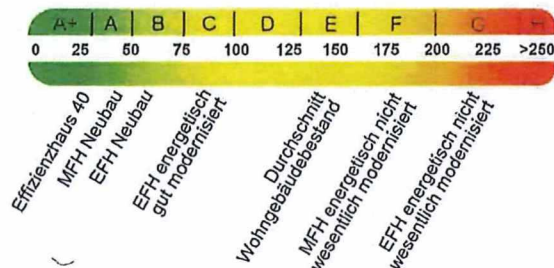 A+ A B C D E F G H
0 25 50 75 100 125 150 175 200 225 >250
Effizienzhaus 40
MFH Neubau
EFH Neubau
EFH energetisch
gut modernisiert
Durchschnitt
Wohngebäudebestand
MFH energetisch nicht
wesentlich modernisiert
EFH energetisch nicht
wesentlich modernisiert